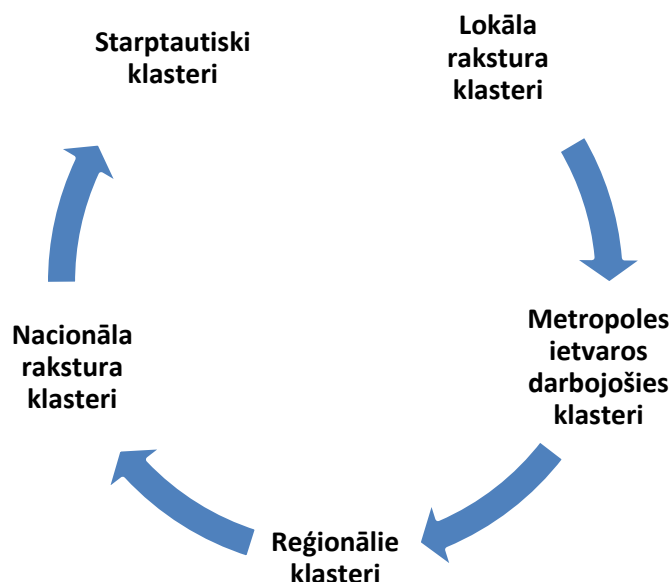 Starptautiski
klasteri
Lokāla
rakstura
klasteri
Metropoles
ietvaros
darbojošies
klasteri
Reģionālie
klasteri
Nacionāla
rakstura
klasteri